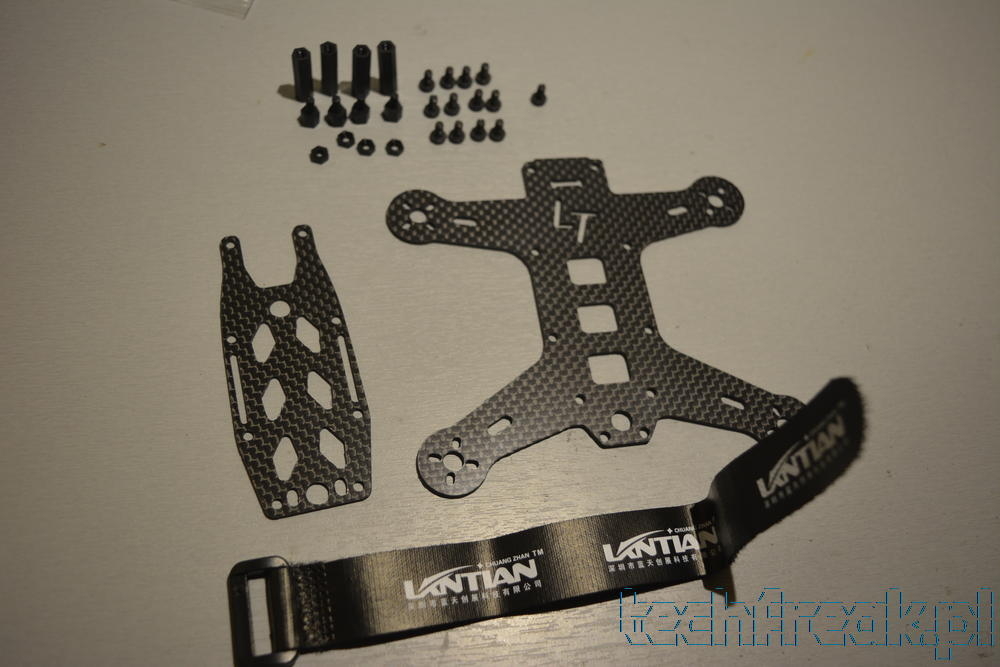 LT
LANTIAN
CHUANG ZHAN TM
LANTIAN
深圳市蓝天创展科技有限公司
CHUANG
LANTIAN
深圳市蓝天创展科技有限公
techfreak.pl